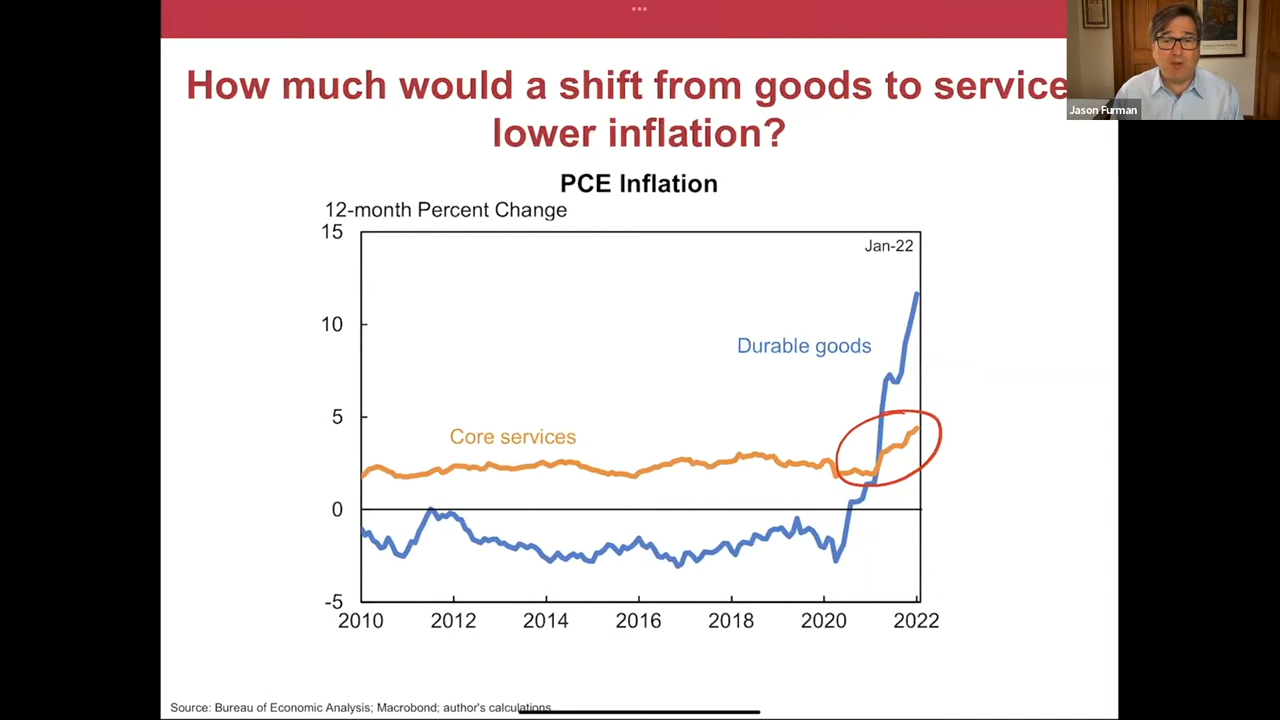 How much would a shift from goods to service
lower inflation?
Jason Furman
PCE Inflation
12-month Percent Change
15
Jan-22
10
Durable goods
5
Core services
0
-5
2010 2012 2014 2016 2018 2020 2022
Source: Bureau of Economic Analysis; Macrobond; author's calculations